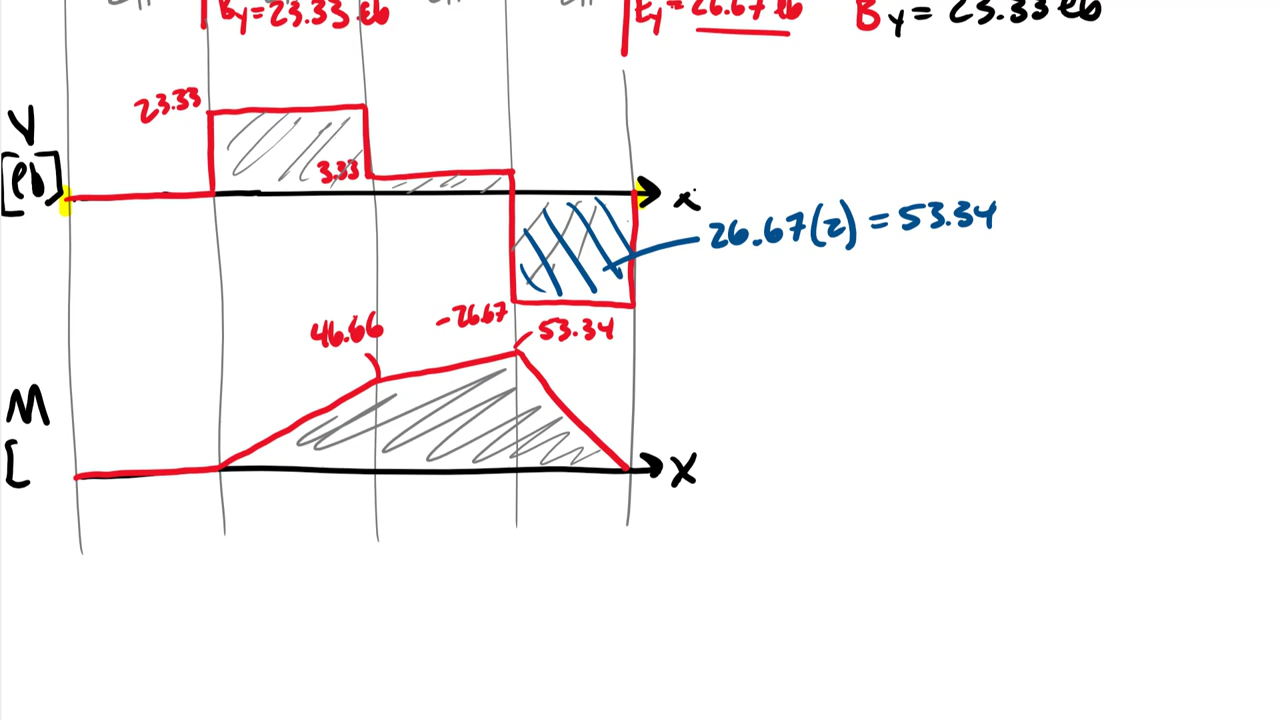 By=23.33 lb
Ey=26.67 lb
By=23.33 lb
V
[lb]
23.33
3.33
x
26.67(2)=53.34
-26.67
46.66
53.34
M
[
X